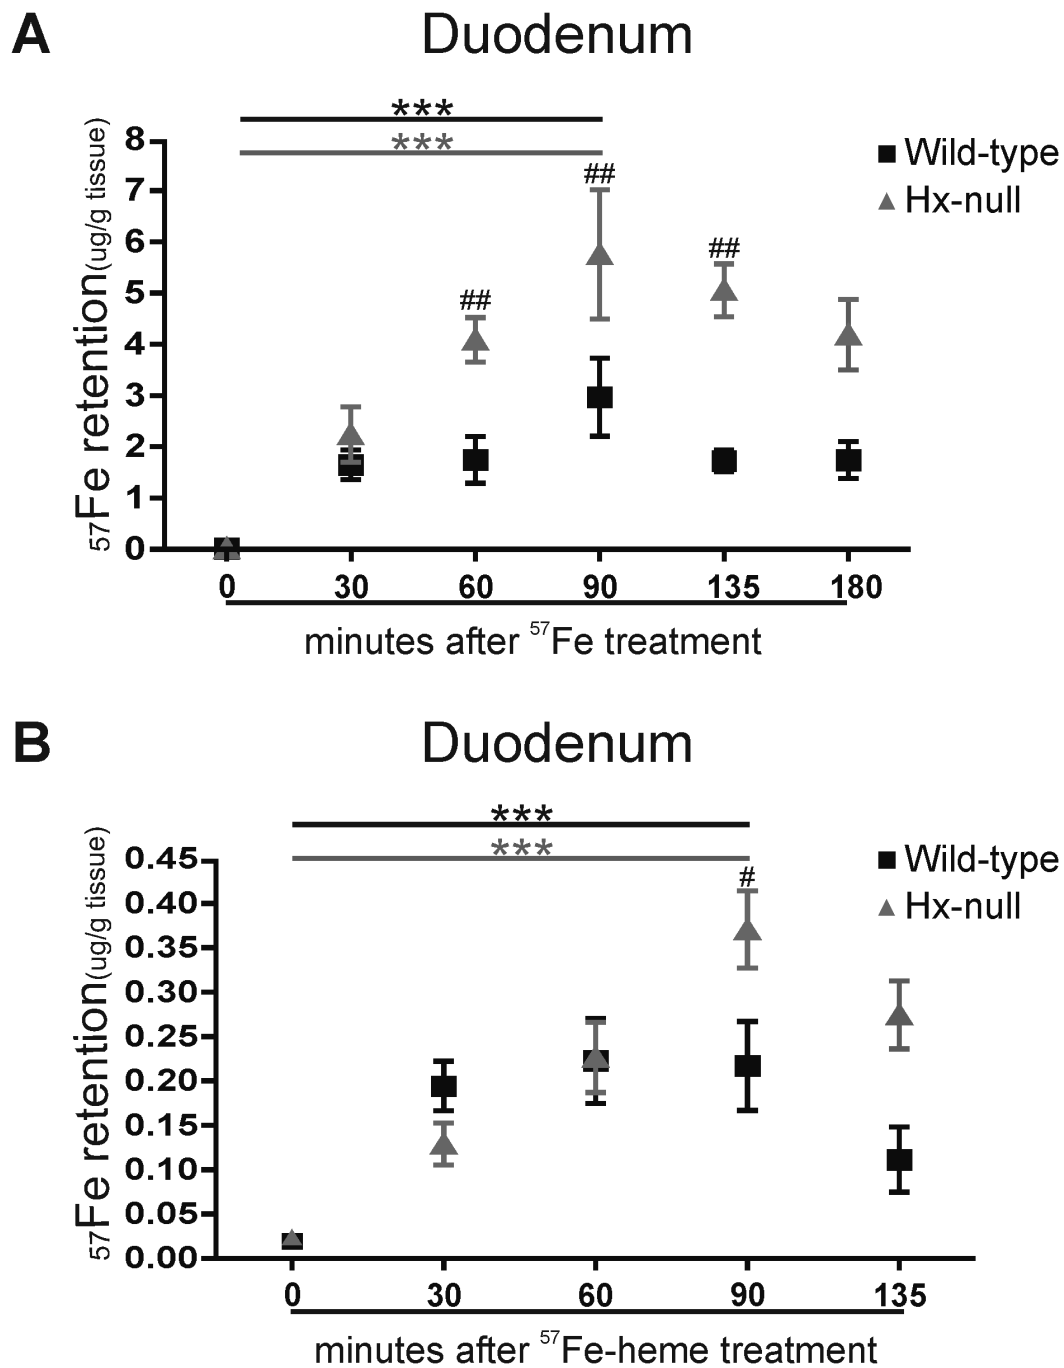 A
Duodenum
***
***
8
7
6
5
4
3
2
1
0
57Fe retention(ug/g tissue)
##
##
##
Wild-type
Hx-null
0 30 60 90 135 180
minutes after 57Fe treatment
B
Duodenum
***
***
0.45
0.40
0.35
0.30
0.25
0.20
0.15
0.10
0.05
0.00
57Fe retention(ug/g tissue)
#
Wild-type
Hx-null
0 30 60 90 135
minutes after 57Fe-heme treatment